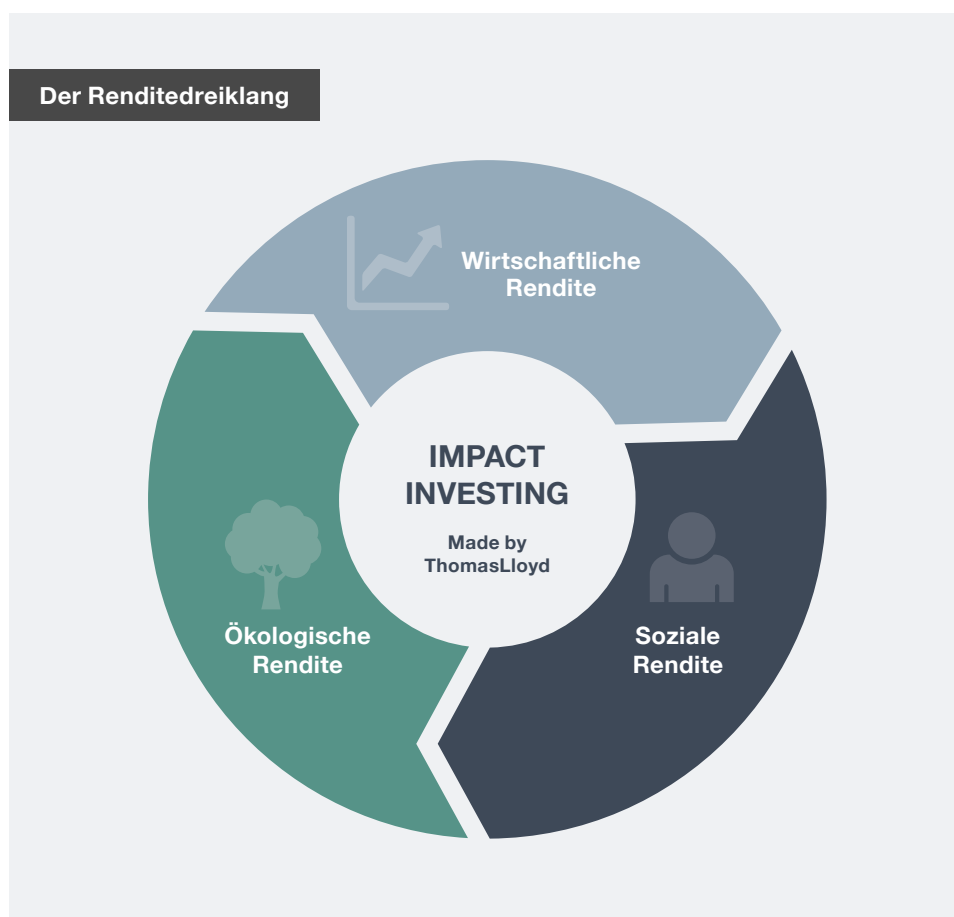 Der Renditedreiklang
Wirtschaftliche
Rendite
IMPACT
INVESTING
Made by
ThomasLloyd
Ökologische
Rendite
Soziale
Rendite